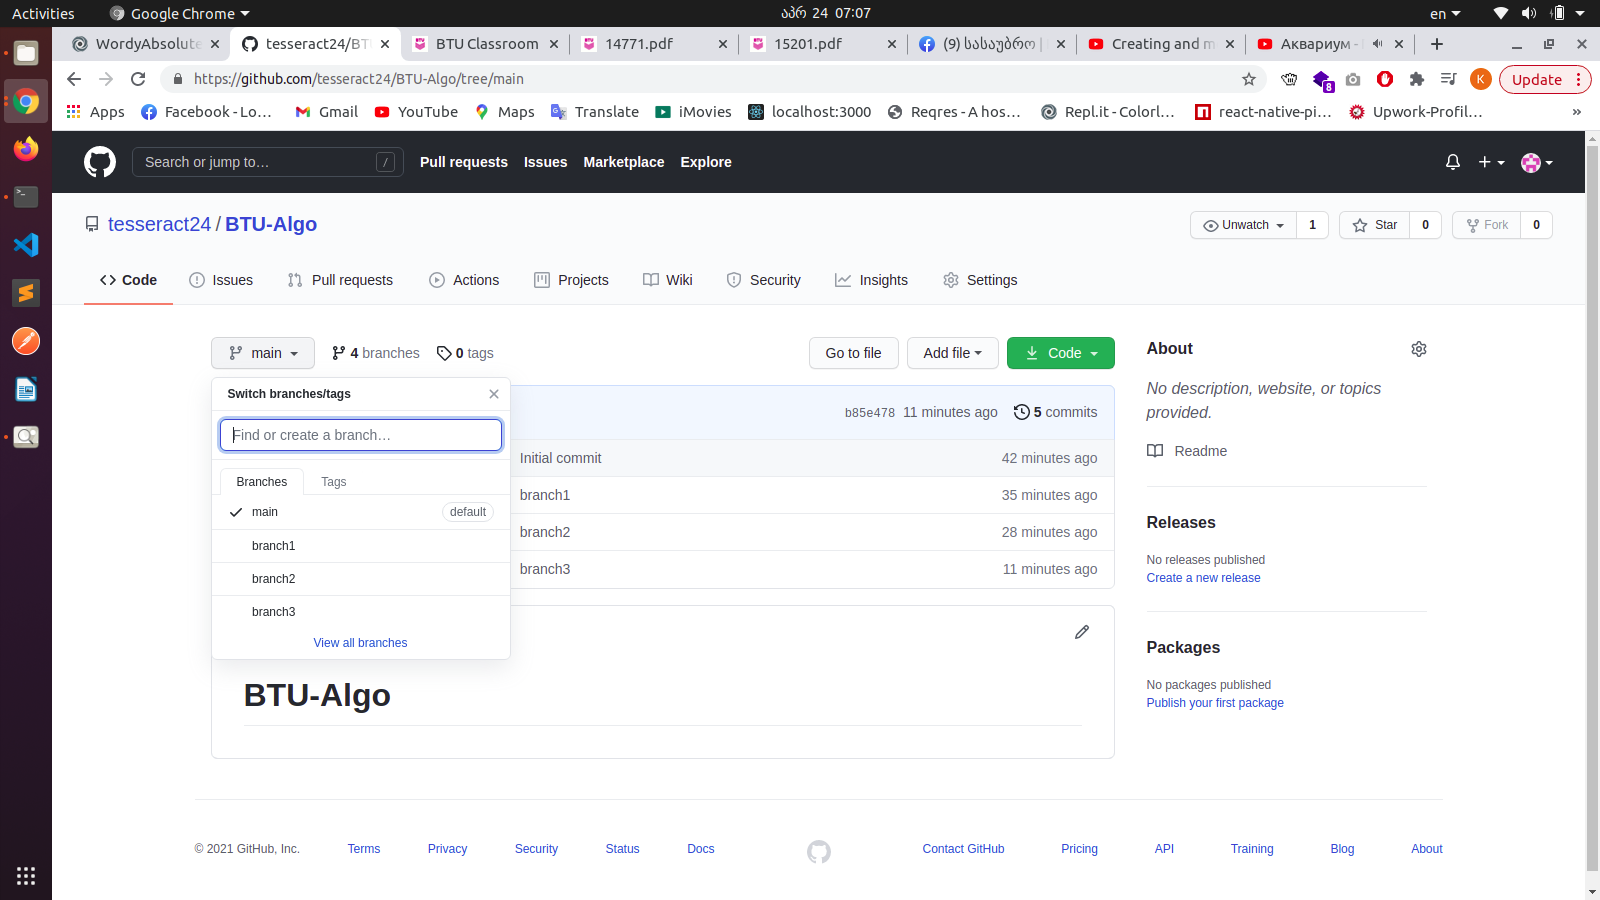 Activities Google Chrome აპრ 24 07:07 en
WordyAbsolute tesseract24/BTU BTU Classroom 14771.pdf 15201.pdf (9) სასაუბრო | Creating and m Аквариум -
https://github.com/tesseract24/BTU-Algo/tree/main 8 K Update
Apps Facebook - Lo... Gmail YouTube Maps Translate iMovies localhost:3000 Reqres - A hos... Repl.it - Colorl... react-native-pi... Upwork-Profil... »
Search or jump to… / Pull requests Issues Marketplace Explore
tesseract24 / BTU-Algo Unwatch 1 Star 0 Fork 0
Code Issues Pull requests Actions Projects Wiki Security Insights Settings
main 4 branches 0 tags Go to file Add file Code About
Switch branches/tags
No description, website, or topics provided.
Find or create a branch…
b85e478 11 minutes ago 5 commits
Readme
Initial commit 42 minutes ago
Branches Tags
branch1 35 minutes ago
main default
branch2 28 minutes ago
Releases
branch1
No releases published
branch3 11 minutes ago
branch2
Create a new release
branch3
View all branches
Packages
No packages published
BTU-Algo
Publish your first package
© 2021 GitHub, Inc. Terms Privacy Security Status Docs Contact GitHub Pricing API Training Blog About